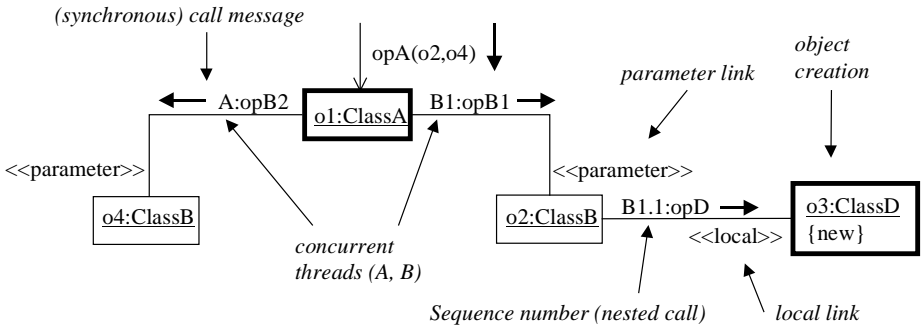 (synchronous) call message
opA(o2,o4)
object
creation
parameter link
A:opB2
o1:ClassA
B1:opB1
<<parameter>>
<<parameter>>
o4:ClassB
o2:ClassB
B1.1:opD
<<local>>
o3:ClassD
{new}
concurrent
threads (A, B)
Sequence number (nested call)
local link